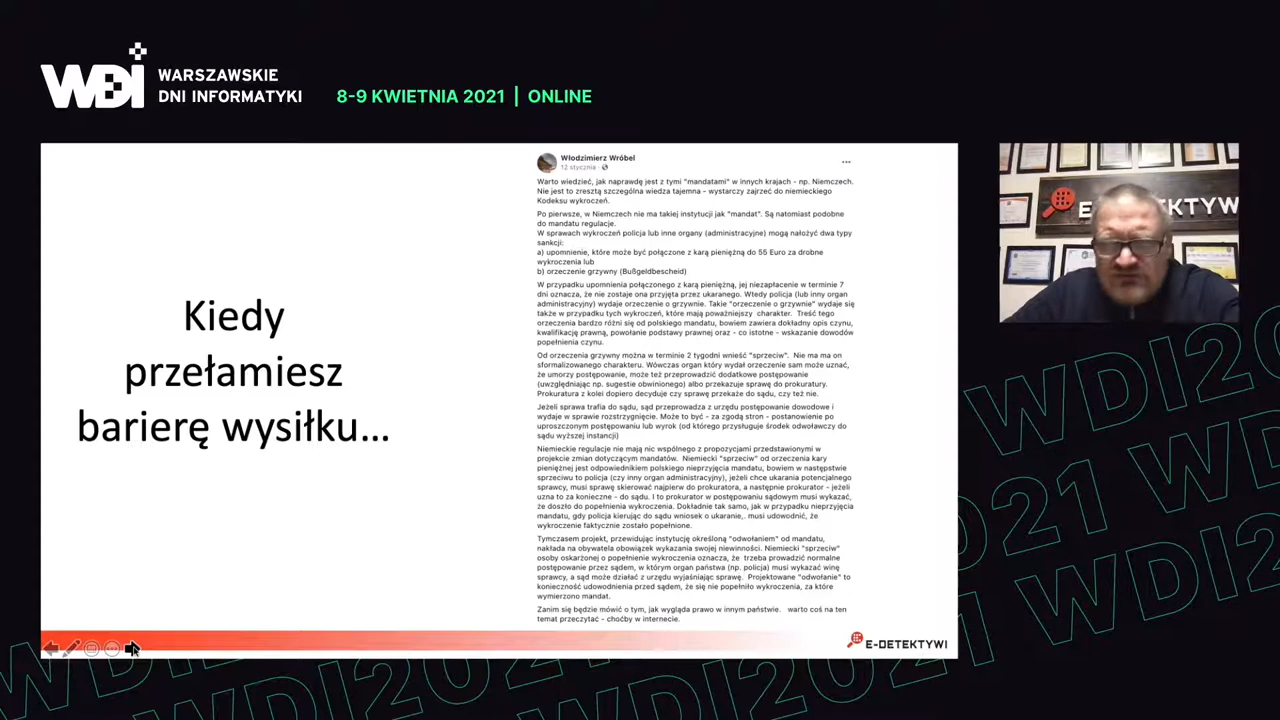 WDI
WARSZAWSKIE
DNI INFORMATYKI
8-9 KWIETNIA 2021 | ONLINE
Kiedy
przełamiesz
barierę wysiłku...
Włodzimierz Wróbel
12 stycznia
Warto wiedzieć, jak naprawdę jest z tymi "mandatami" w innych krajach - np. Niemczech.
Nie jest to zresztą szczególna wiedza tajemna - wystarczy zajrzeć do niemieckiego
Kodeksu wykroczeń.
Po pierwsze, w Niemczech nie ma takiej instytucji jak "mandat". Są natomiast podobne
do mandatu regulacje.
W sprawach wykroczeń policja lub inne organy (administracyjne) mogą nałożyć dwa typy
sankcji:
a) upomnienie, które może być połączone z karą pieniężną do 55 Euro za drobne
wykroczenia lub
b) orzeczenie grzywny (Bußgeldbescheid)
W przypadku upomnienia połączonego z karą pieniężną, jej niezapłacenie w terminie 7
dni oznacza, że nie zostaje ona przyjęta przez ukaranego. Wtedy policja (lub inny organ
administracyjny) wydaje orzeczenie o grzywnie. Takie "orzeczenie o grzywnie" wydaje się
także w przypadku tych wykroczeń, które mają poważniejszy charakter. Treść tego
orzeczenia bardzo różni się od polskiego mandatu, bowiem zawiera dokładny opis czynu,
kwalifikację prawną, powołanie podstawy prawnej oraz - co istotne - wskazanie dowodów
popełnienia czynu.
Od orzeczenia grzywny można w terminie 2 tygodni wnieść "sprzeciw". Nie ma ma on
sformalizowanego charakteru. Wówczas organ który wydał orzeczenie sam może uznać,
że umorzy postępowanie, może też przeprowadzić dodatkowe postępowanie
(uwzględniając np. sugestie obwinionego) albo przekazuje sprawę do prokuratury.
Prokuratura z kolei dopiero decyduje czy sprawę przekaże do sądu, czy też nie.
Jeżeli sprawa trafia do sądu, sąd przeprowadza z urzędu postępowanie dowodowe i
wydaje w sprawie rozstrzygnięcie. Może to być - za zgodą stron - postanowienie po
uproszczonym postępowaniu lub wyrok (od którego przysługuje środek odwoławczy do
sądu wyższej instancji)
Niemieckie regulacje nie mają nic wspólnego z propozycjami przedstawionymi w
projekcie zmian dotyczącym mandatów. Niemiecki "sprzeciw" od orzeczenia kary
pieniężnej jest odpowiednikiem polskiego nieprzyjęcia mandatu, bowiem w następstwie
sprzeciwu to policja (czy inny organ administracyjny), jeżeli chce ukarania potencjalnego
sprawcy, musi sprawę skierować najpierw do prokuratora, a następnie prokurator - jeżeli
uzna to za konieczne - do sądu. I to prokurator w postępowaniu sądowym musi wykazać,
że doszło do popełnienia wykroczenia. Dokładnie tak samo, jak w przypadku nieprzyjęcia
mandatu, gdy policja kierując do sądu wniosek o ukaranie,. musi udowodnić, że
wykroczenie faktycznie zostało popełnione.
Tymczasem projekt, przewidując instytucję określoną "odwołaniem" od mandatu,
nakłada na obywatela obowiązek wykazania swojej niewinności. Niemiecki "sprzeciw"
osoby oskarżonej o popełnienie wykroczenia oznacza, że trzeba prowadzić normalne
postępowanie przez sądem, w którym organ państwa (np. policja) musi wykazać winę
sprawcy, a sąd może działać z urzędu wyjaśniając sprawę. Projektowane "odwołanie" to
konieczność udowodnienia przed sądem, że się nie popełniło wykroczenia, za które
wymierzono mandat.
Zanim się będzie mówić o tym, jak wygląda prawo w innym państwie. warto coś na ten
temat przeczytać - choćby w internecie.
E-DETEKTYWI
WDI2021
WDI2021
WDI2021